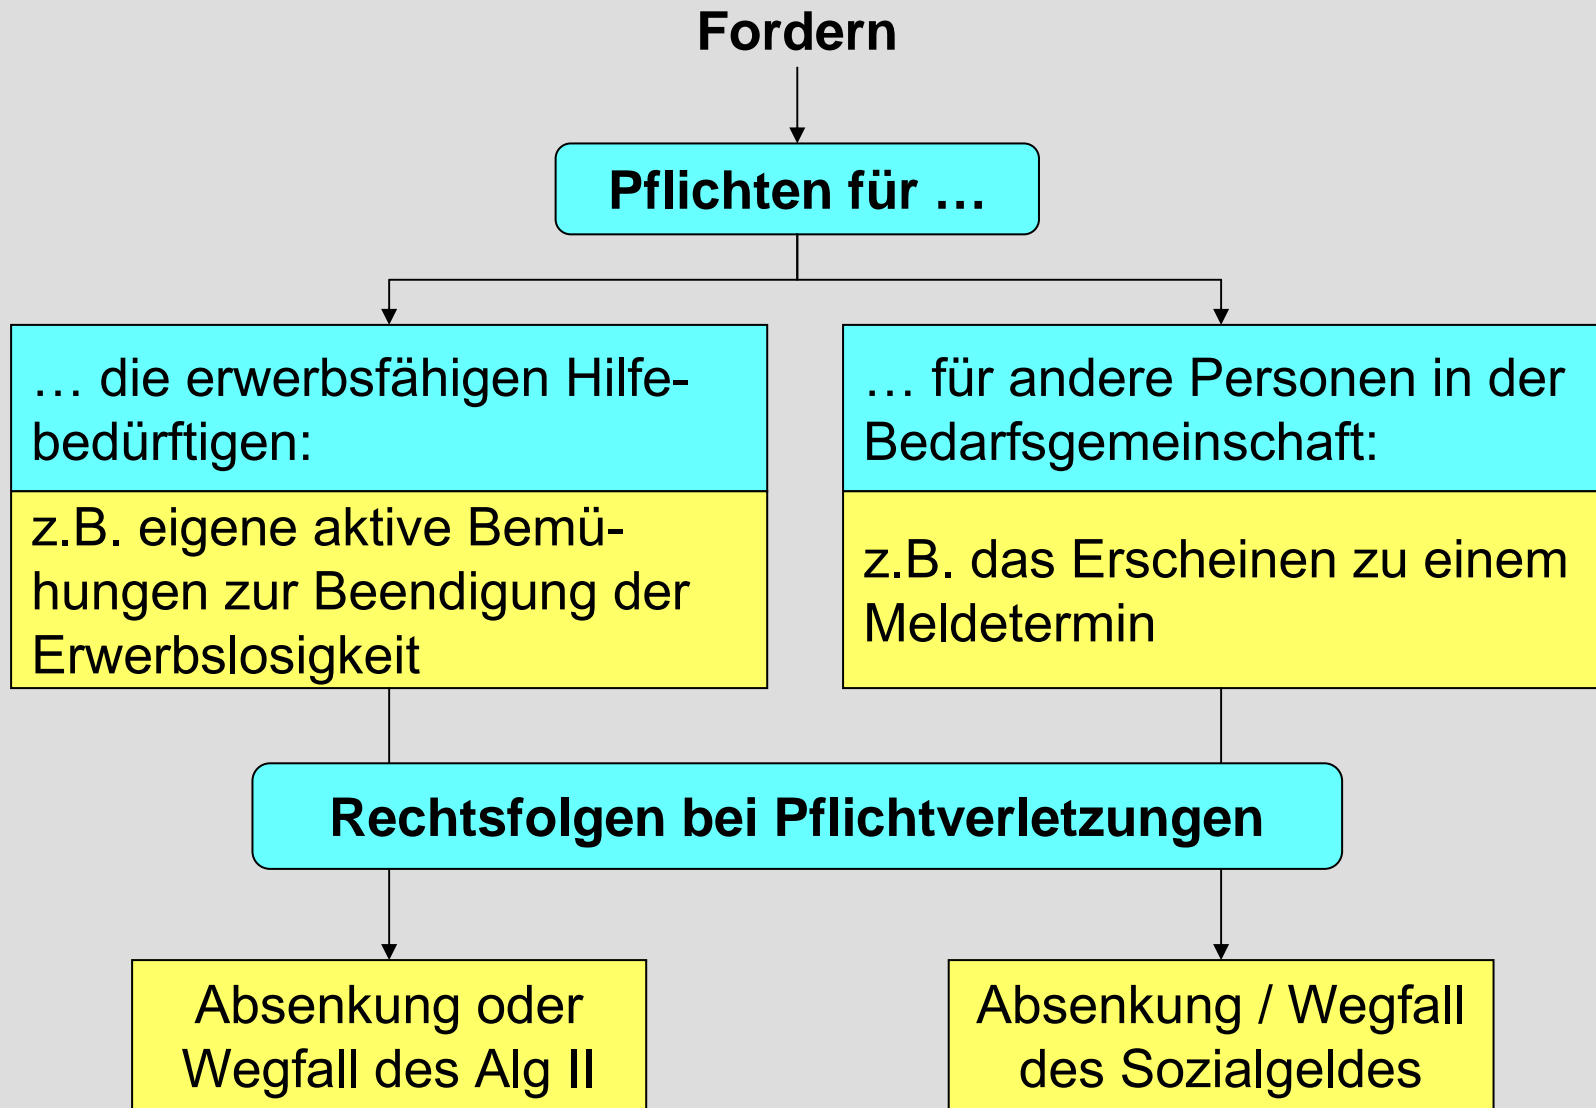 Fordern
Pflichten für …
… die erwerbsfähigen Hilfe-
bedürftigen:
z.B. eigene aktive Bemü-
hungen zur Beendigung der
Erwerbslosigkeit
… für andere Personen in der
Bedarfsgemeinschaft:
z.B. das Erscheinen zu einem
Meldetermin
Rechtsfolgen bei Pflichtverletzungen
Absenkung oder
Wegfall des Alg II
Absenkung / Wegfall
des Sozialgeldes